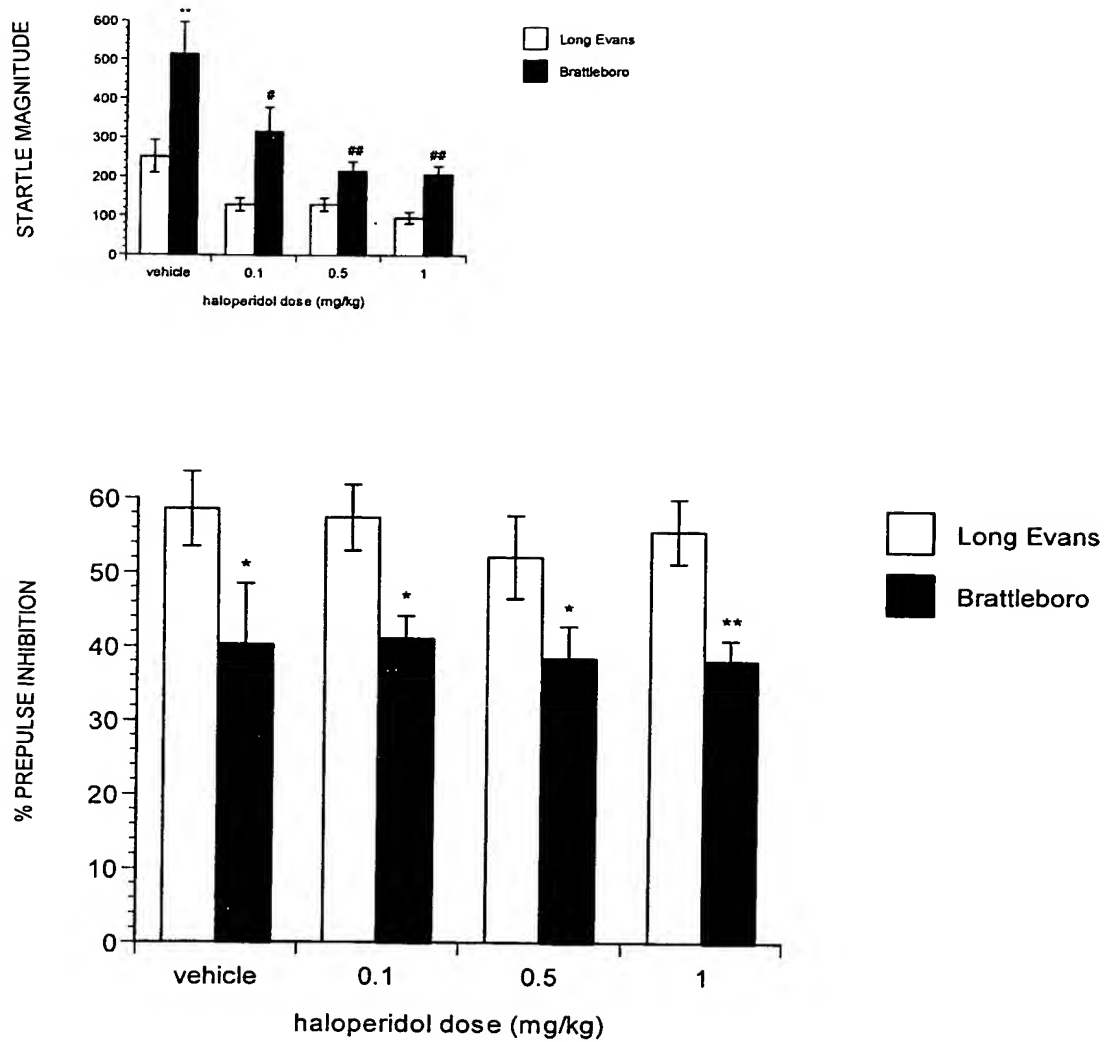 STARTLE MAGNITUDE
600
500
400
300
200
100
0
**
#
##
##
vehicle 0.1 0.5 1
haloperidol dose (mg/kg)
Long Evans
Brattleboro
% PREPULSE INHIBITION
60
50
40
30
20
10
0
*
*
*
**
vehicle 0.1 0.5 1
haloperidol dose (mg/kg)
Long Evans
Brattleboro